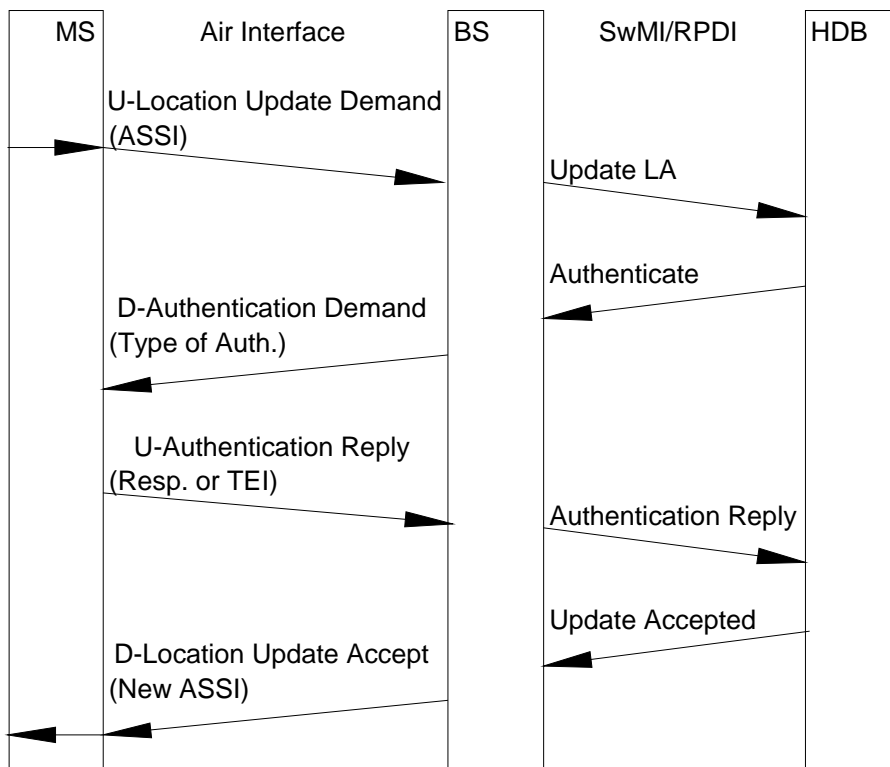 MS Air Interface BS SwMI/RPDI HDB
U-Location Update Demand
(ASSI)
Update LA
Authenticate
D-Authentication Demand
(Type of Auth.)
U-Authentication Reply
(Resp. or TEI)
Authentication Reply
Update Accepted
D-Location Update Accept
(New ASSI)